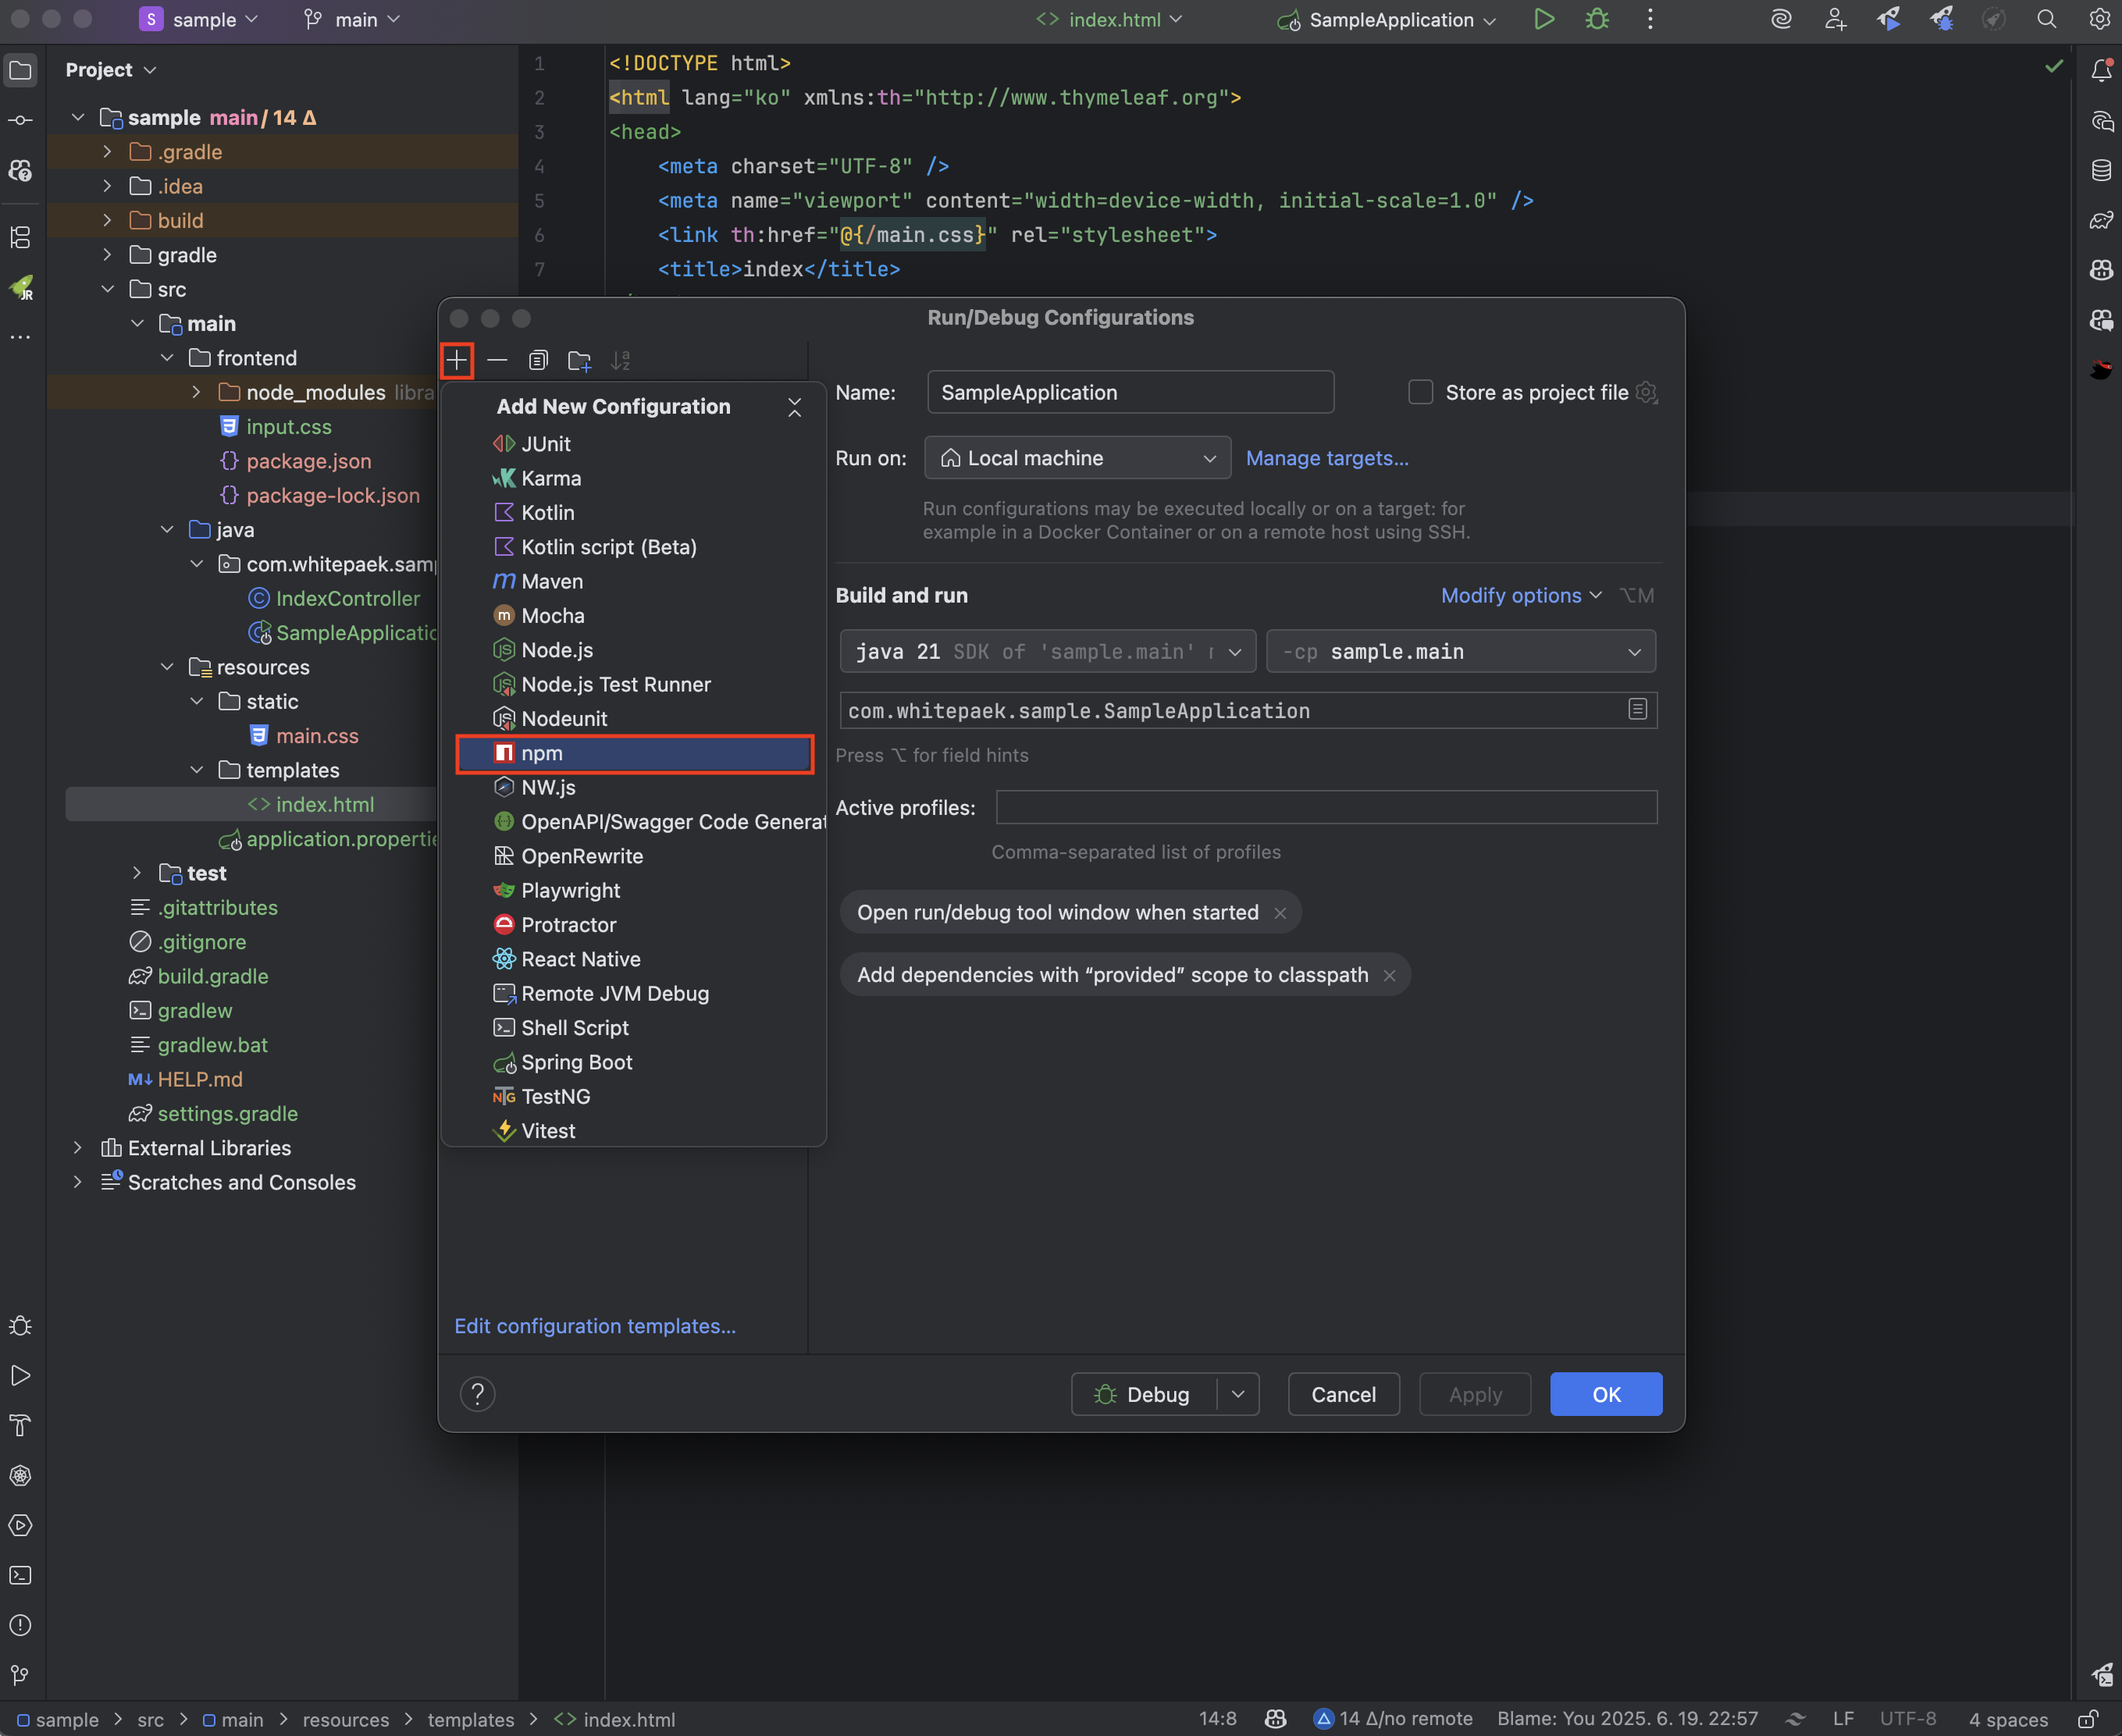 S sample main index.html SampleApplication
Project
sample main / 14 Δ
.gradle
.idea
build
gradle
src
main
frontend
node_modules libra
input.css
package.json
package-lock.json
java
com.whitepaek.sam
IndexController
SampleApplicatio
resources
static
main.css
templates
index.html
application.properti
test
.gitattributes
.gitignore
build.gradle
gradlew
gradlew.bat
HELP.md
settings.gradle
External Libraries
Scratches and Consoles
1 <!DOCTYPE html>
2 <html lang="ko" xmlns:th="http://www.thymeleaf.org">
3 <head>
4 <meta charset="UTF-8" />
5 <meta name="viewport" content="width=device-width, initial-scale=1.0" />
6 <link th:href="@{/main.css}" rel="stylesheet">
7 <title>index</title>
Run/Debug Configurations
Add New Configuration
JUnit
Karma
Kotlin
Kotlin script (Beta)
Maven
Mocha
Node.js
Node.js Test Runner
Nodeunit
npm
NW.js
OpenAPI/Swagger Code Generat
OpenRewrite
Playwright
Protractor
React Native
Remote JVM Debug
Shell Script
Spring Boot
TestNG
Vitest
Edit configuration templates...
Name: SampleApplication Store as project file
Run on: Local machine Manage targets...
Run configurations may be executed locally or on a target: for
example in a Docker Container or on a remote host using SSH.
Build and run Modify options ⌥M
java 21 SDK of 'sample.main' -cp sample.main
com.whitepaek.sample.SampleApplication
Press ⌥ for field hints
Active profiles:
Comma-separated list of profiles
Open run/debug tool window when started
Add dependencies with “provided” scope to classpath
? Debug Cancel Apply OK
sample > src > main > resources > templates > index.html 14:8 14 Δ/no remote Blame: You 2025. 6. 19. 22:57 LF UTF-8 4 spaces